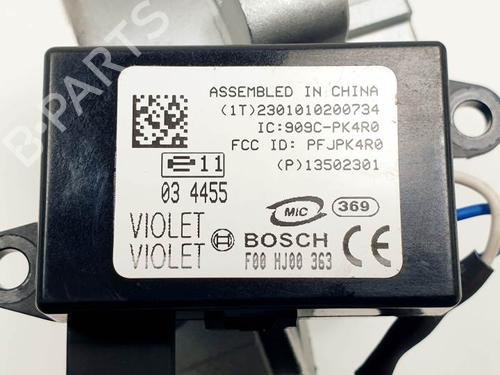 B-PARTS
ASSEMBLED IN CHINA
(1T)2301010200734
IC:909C-PK4R0
FCC ID: PFJPK4R0
(P)13502301
e 11
03 4455
MIC
369
VIOLET
VIOLET
BOSCH
F00 HJ00 363
CE